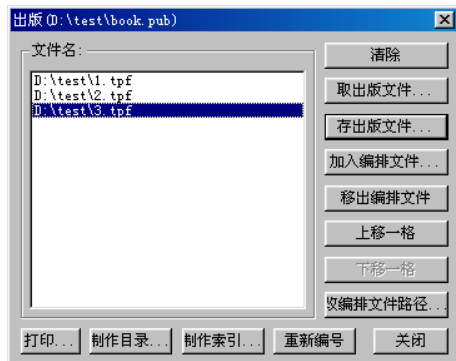 出版(D:\test\book.pub)
文件名:
D:\test\1.tpf
D:\test\2.tpf
D:\test\3.tpf
清除
取出版文件...
存出版文件...
加入编排文件...
移出编排文件
上移一格
下移一格
改编排文件路径...
打印...
制作目录...
制作索引...
重新编号
关闭